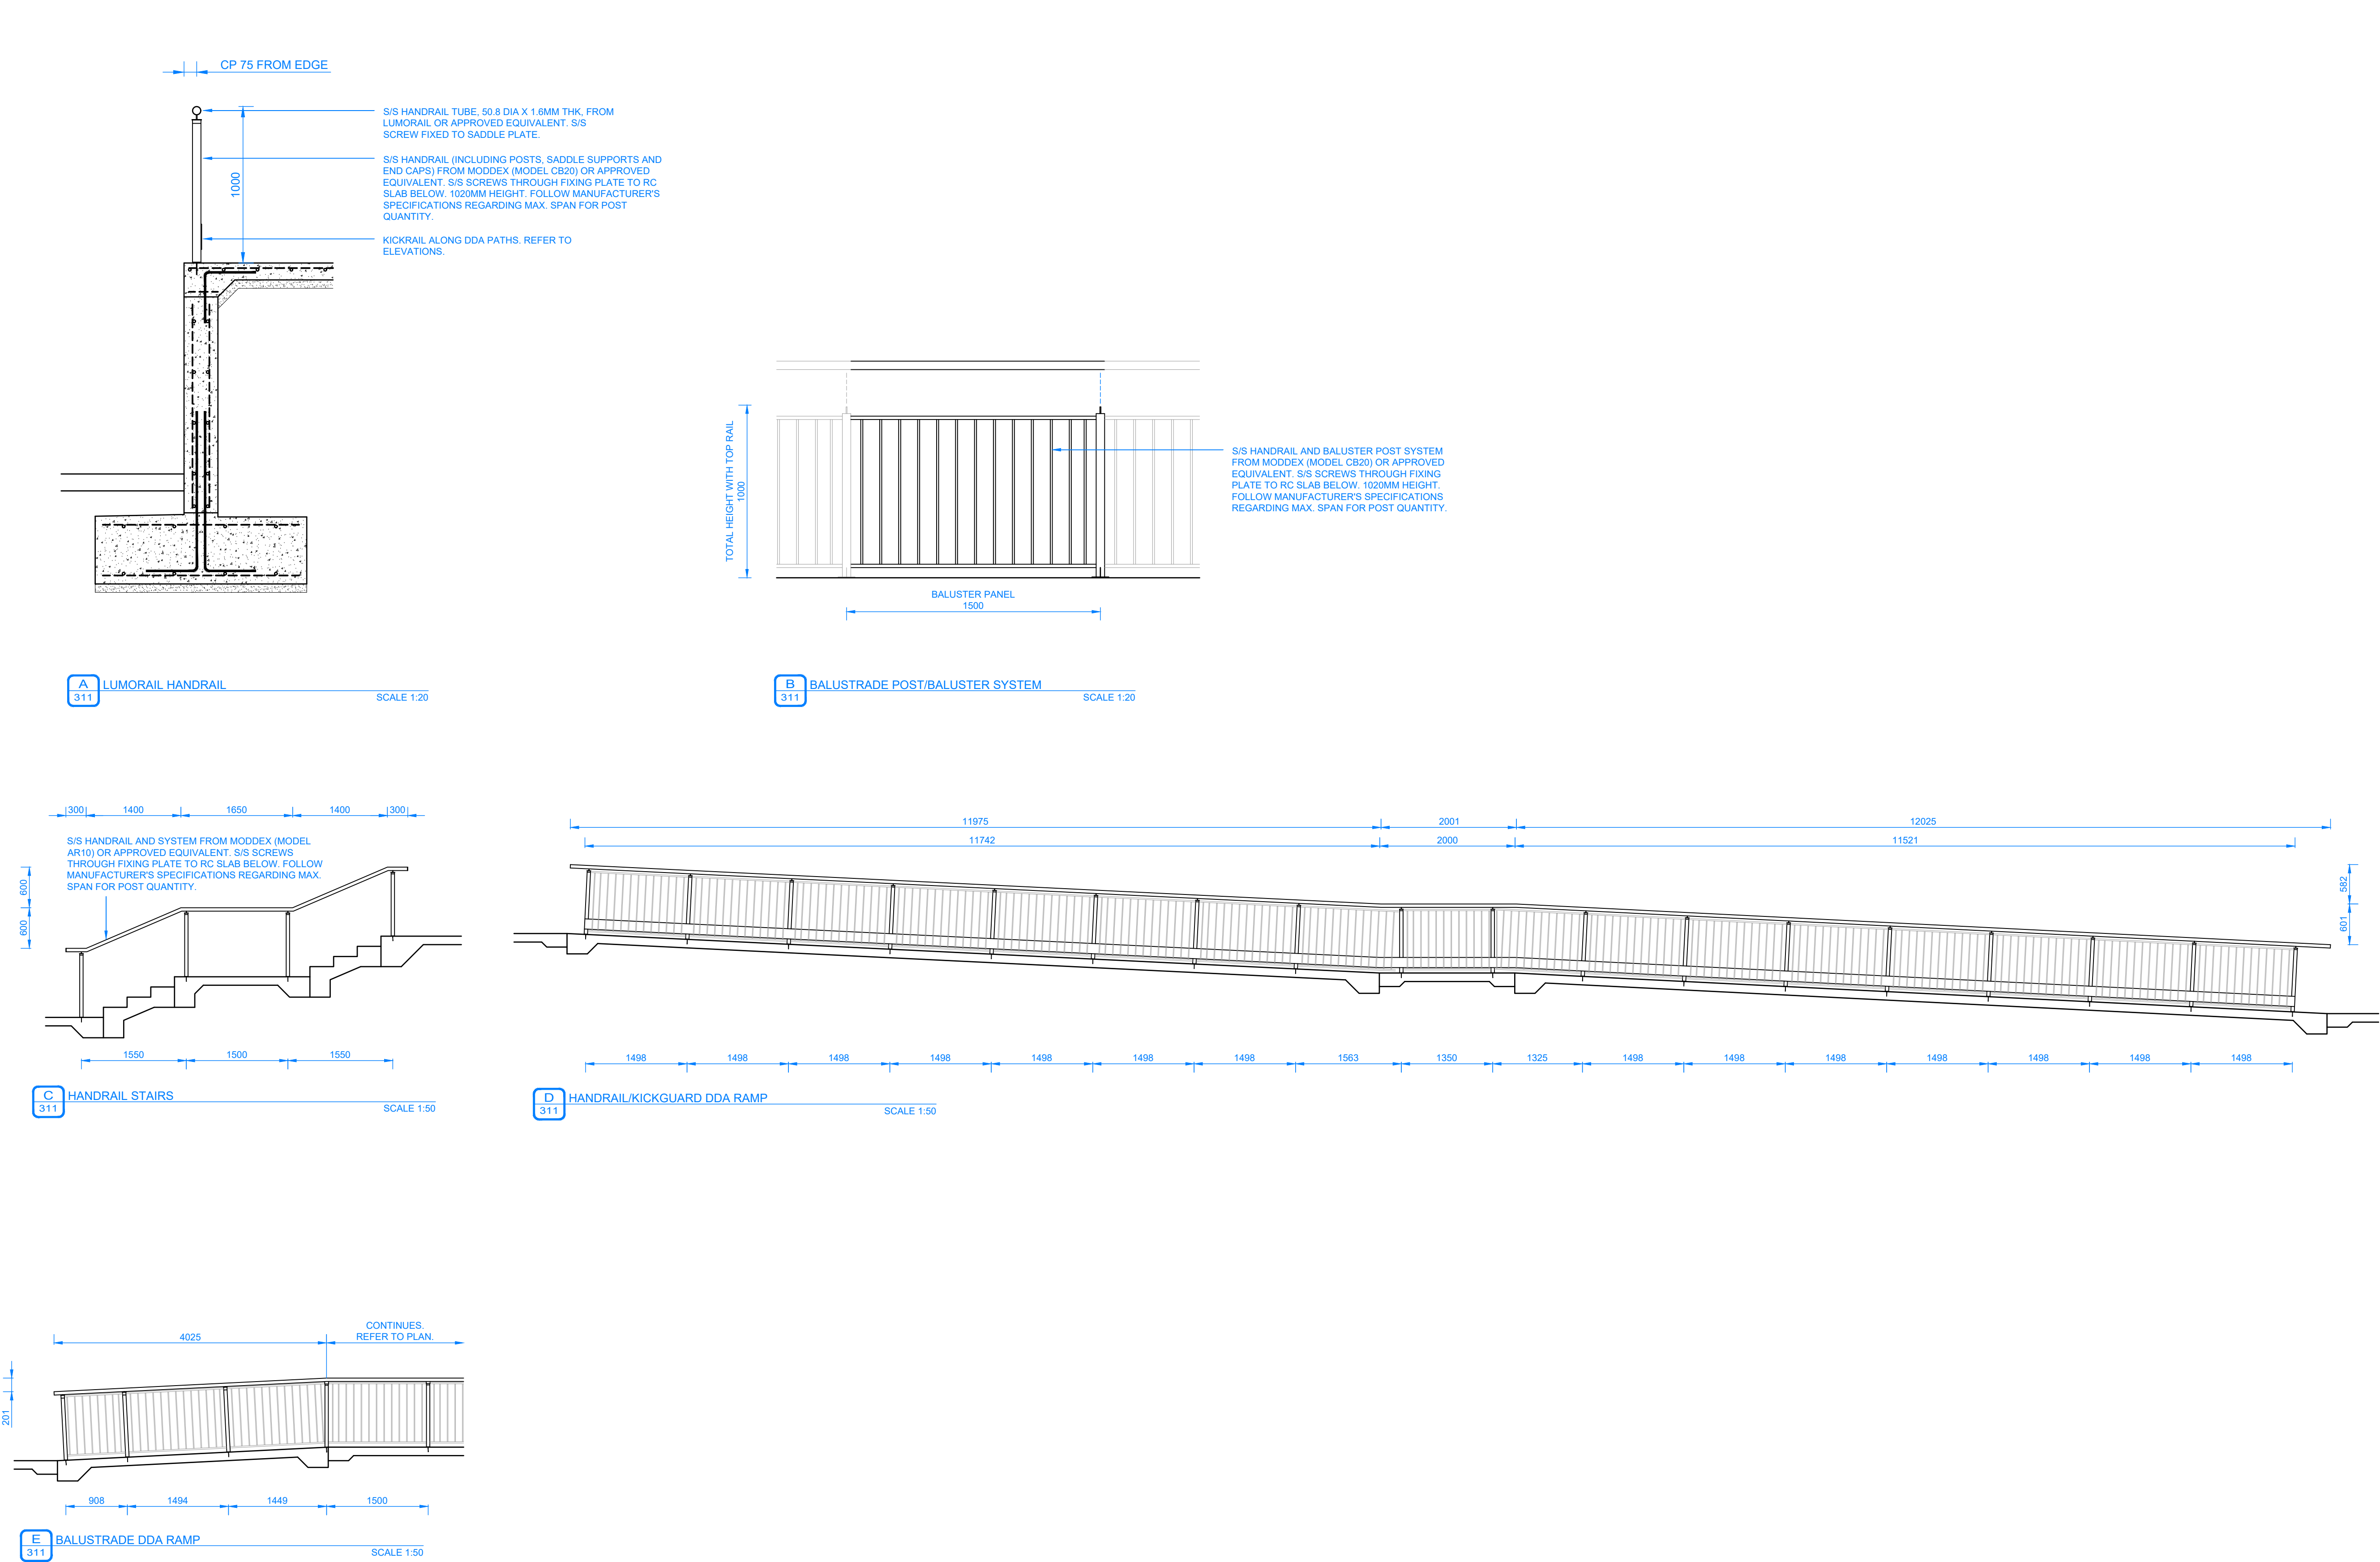 CP 75 FROM EDGE
S/S HANDRAIL TUBE, 50.8 DIA X 1.6MM THK, FROM
LUMORAIL OR APPROVED EQUIVALENT. S/S
SCREW FIXED TO SADDLE PLATE.
S/S HANDRAIL (INCLUDING POSTS, SADDLE SUPPORTS AND
END CAPS) FROM MODDEX (MODEL CB20) OR APPROVED
EQUIVALENT. S/S SCREWS THROUGH FIXING PLATE TO RC
SLAB BELOW. 1020MM HEIGHT. FOLLOW MANUFACTURER'S
SPECIFICATIONS REGARDING MAX. SPAN FOR POST
QUANTITY.
KICKRAIL ALONG DDA PATHS. REFER TO
ELEVATIONS.
1000
A
311
LUMORAIL HANDRAIL
SCALE 1:20
TOTAL HEIGHT WITH TOP RAIL
1000
S/S HANDRAIL AND BALUSTER POST SYSTEM
FROM MODDEX (MODEL CB20) OR APPROVED
EQUIVALENT. S/S SCREWS THROUGH FIXING
PLATE TO RC SLAB BELOW. 1020MM HEIGHT.
FOLLOW MANUFACTURER'S SPECIFICATIONS
REGARDING MAX. SPAN FOR POST QUANTITY.
BALUSTER PANEL
1500
B
311
BALUSTRADE POST/BALUSTER SYSTEM
SCALE 1:20
300 1400 1650 1400 300
S/S HANDRAIL AND SYSTEM FROM MODDEX (MODEL
AR10) OR APPROVED EQUIVALENT. S/S SCREWS
THROUGH FIXING PLATE TO RC SLAB BELOW. FOLLOW
MANUFACTURER'S SPECIFICATIONS REGARDING MAX.
SPAN FOR POST QUANTITY.
600
600
1550 1500 1550
C
311
HANDRAIL STAIRS
SCALE 1:50
11975 2001 12025
11742 2000 11521
582
601
1498 1498 1498 1498 1498 1498 1498 1563 1350 1325 1498 1498 1498 1498 1498 1498 1498
D
311
HANDRAIL/KICKGUARD DDA RAMP
SCALE 1:50
4025
CONTINUES.
REFER TO PLAN.
201
908 1494 1449 1500
E
311
BALUSTRADE DDA RAMP
SCALE 1:50